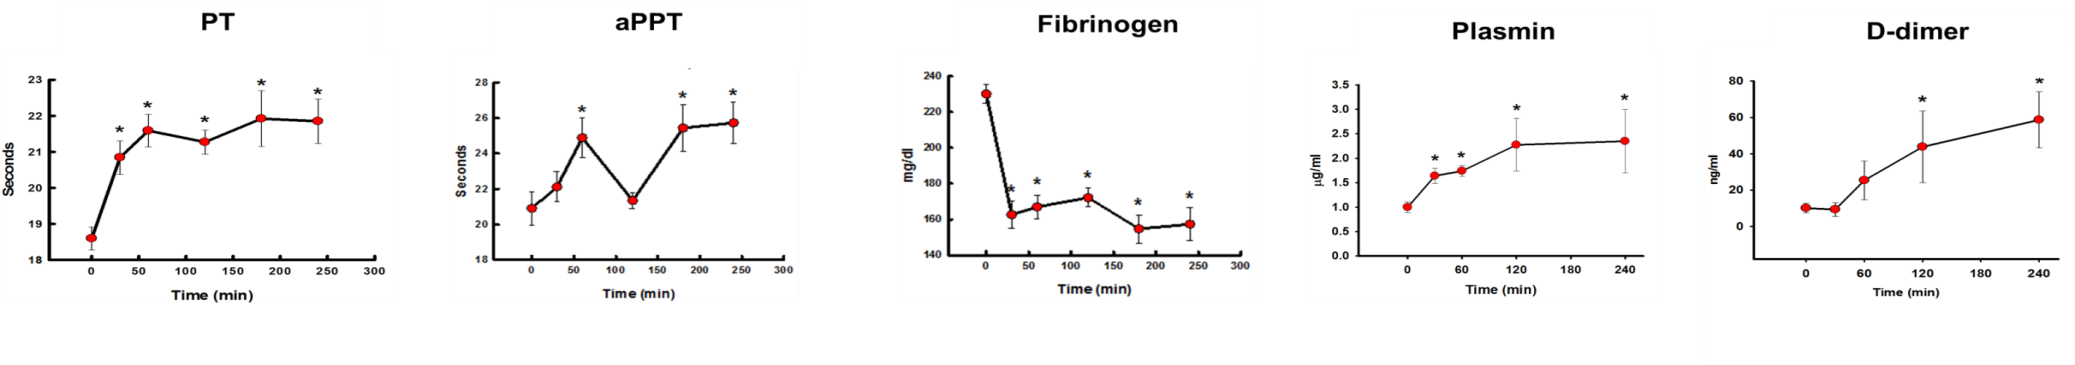 PT
23
22
21
20
19
18
Seconds
0 50 100 150 200 250 300
Time (min)
* * * * *
aPPT
28
26
24
22
20
18
Seconds
0 50 100 150 200 250 300
Time (min)
* * *
Fibrinogen
240
220
200
180
160
140
mg/dl
0 50 100 150 200 250 300
Time (min)
* * * * *
Plasmin
3.5
3.0
2.5
2.0
1.5
1.0
0.5
0.0
µg/ml
0 60 120 180 240
Time (min)
* * * *
D-dimer
80
60
40
20
0
ng/ml
0 60 120 180 240
Time (min)
* *